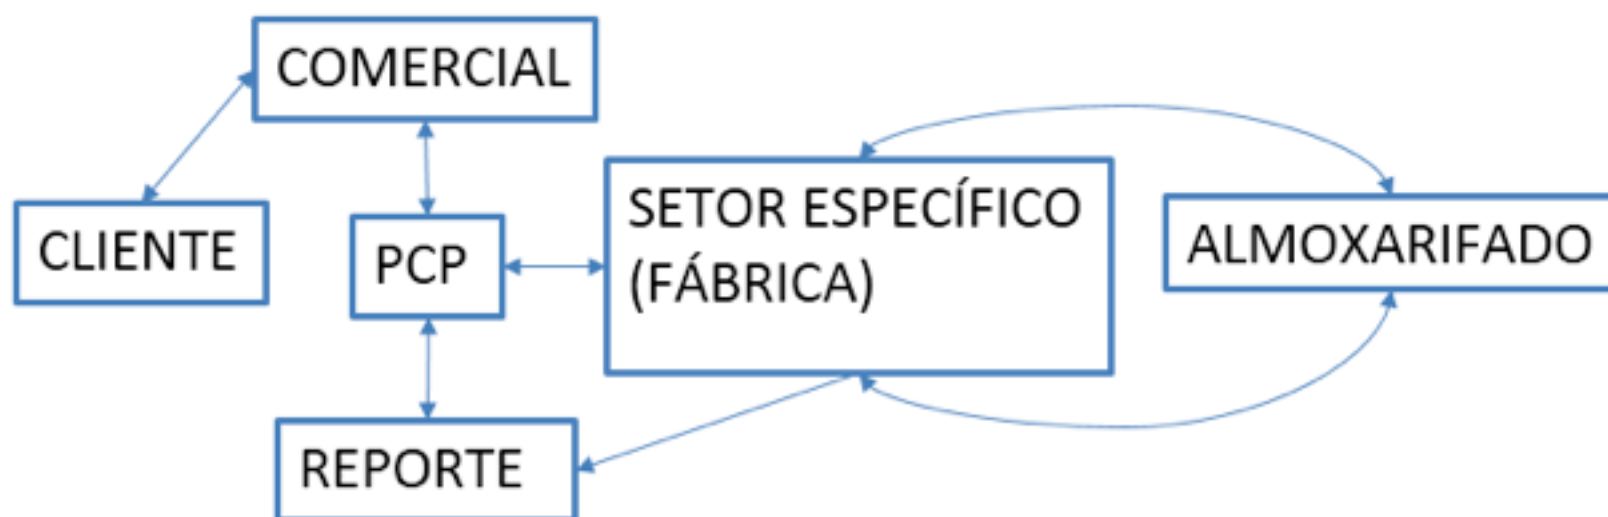 COMERCIAL
CLIENTE
PCP
SETOR ESPECÍFICO
(FÁBRICA)
ALMOXARIFADO
REPORTE